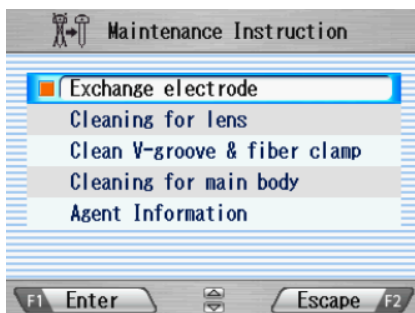 Maintenance Instruction
Exchange electrode
Cleaning for lens
Clean V-groove & fiber clamp
Cleaning for main body
Agent Information
F1 Enter Escape F2